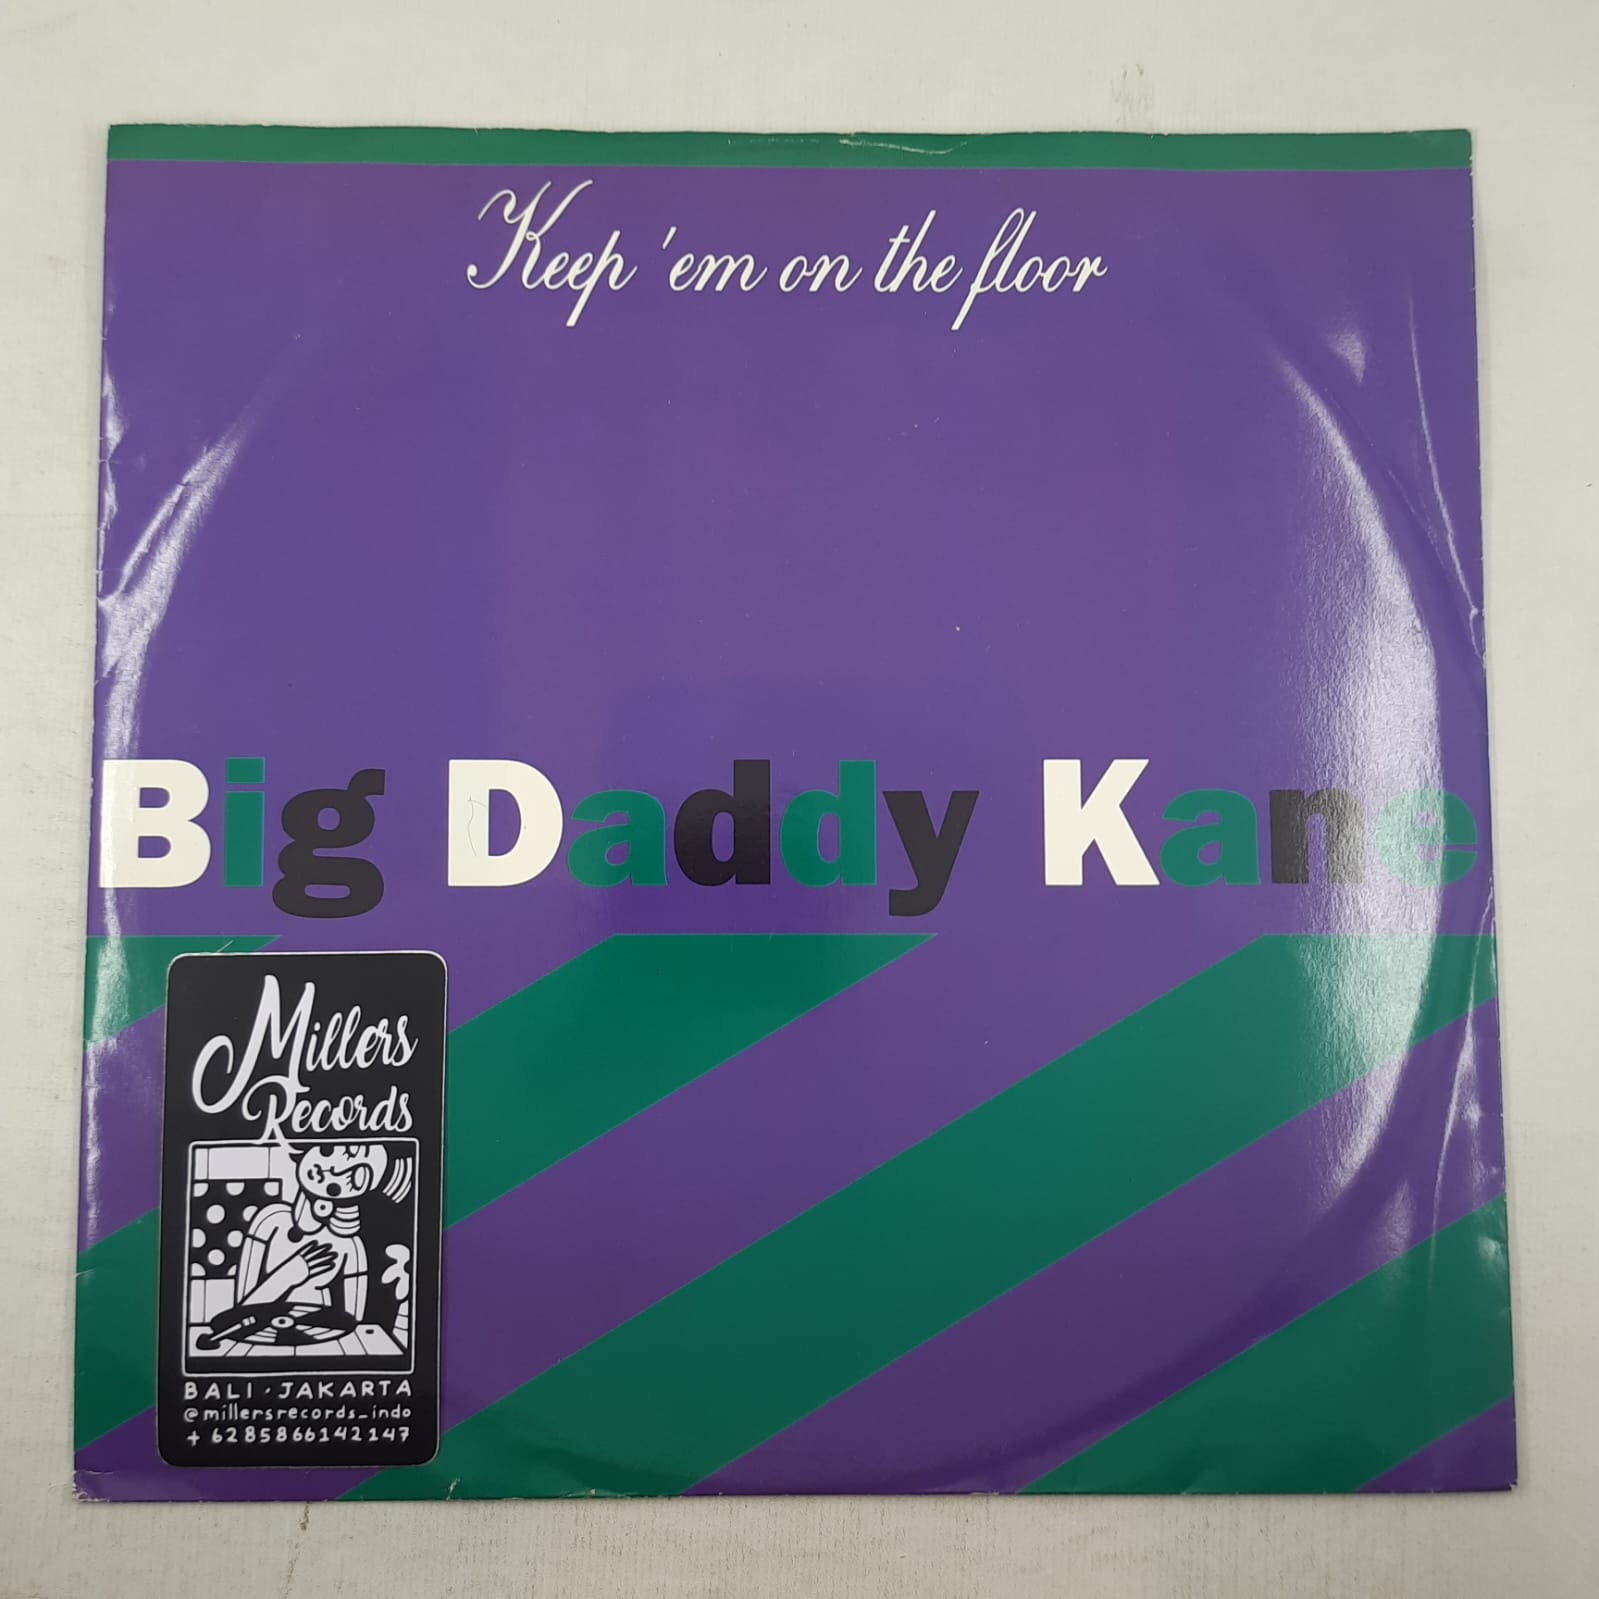 Keep 'em on the floor
Big Daddy Kane
Millers
Records
BALI · JAKARTA
@millersrecords_indo
+ 6285866142147